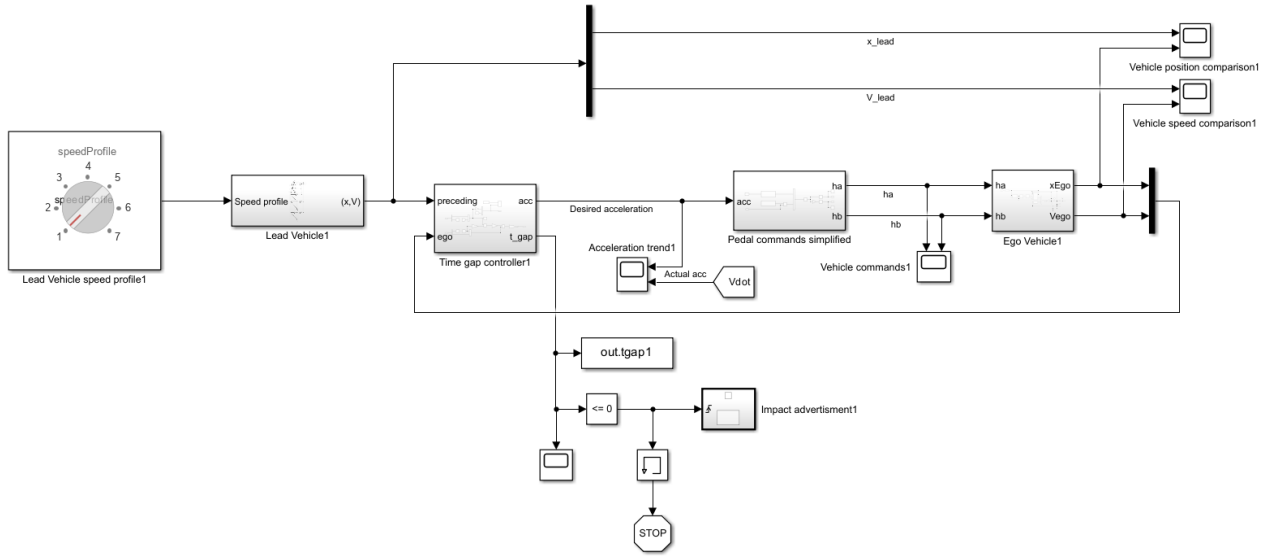 x_lead
Vehicle position comparison1
V_lead
Vehicle speed comparison1
speedProfile
4
3
5
speedProfile
2
6
1
7
Lead Vehicle speed profile1
Speed profile
(x,V)
Lead Vehicle1
preceding
acc
ego
t_gap
Time gap controller1
Desired acceleration
acc
ha
hb
Pedal commands simplified
ha
hb
ha
xEgo
hb
Vego
Ego Vehicle1
Acceleration trend1
Actual acc
Vdot
Vehicle commands1
out.tgap1
<= 0
Impact advertisment1
STOP